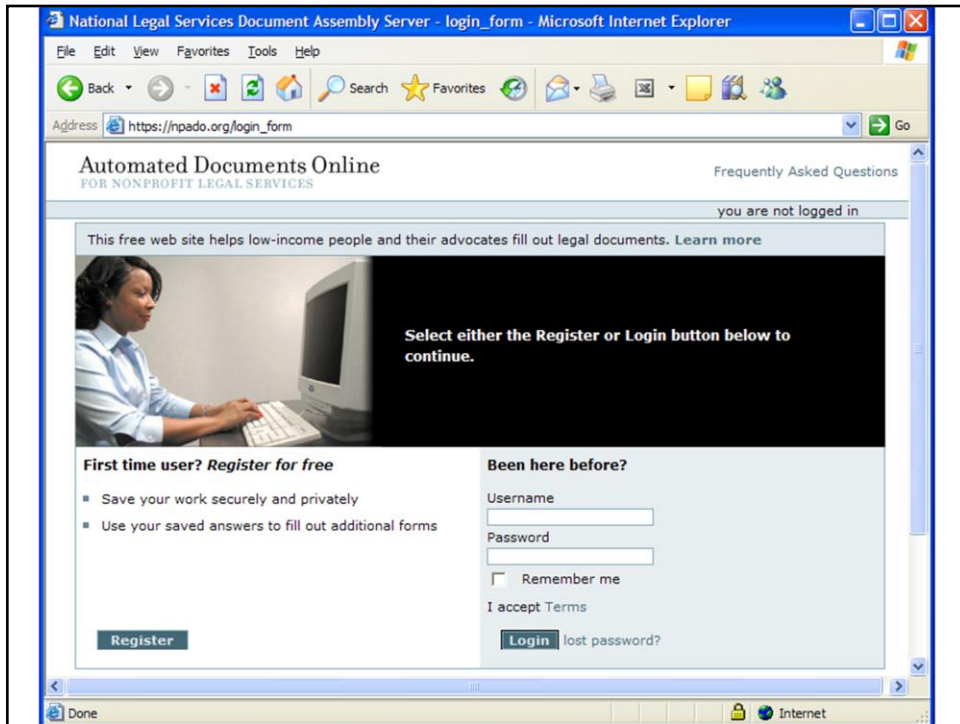 National Legal Services Document Assembly Server - login_form - Microsoft Internet Explorer
File Edit View Favorites Tools Help
Back Search Favorites
Address https://npado.org/login_form Go
Automated Documents Online
FOR NONPROFIT LEGAL SERVICES
Frequently Asked Questions
you are not logged in
This free web site helps low-income people and their advocates fill out legal documents. Learn more
Select either the Register or Login button below to
continue.
First time user? Register for free
Save your work securely and privately
Use your saved answers to fill out additional forms
Register
Been here before?
Username
Password
Remember me
I accept Terms
Login lost password?
Done Internet